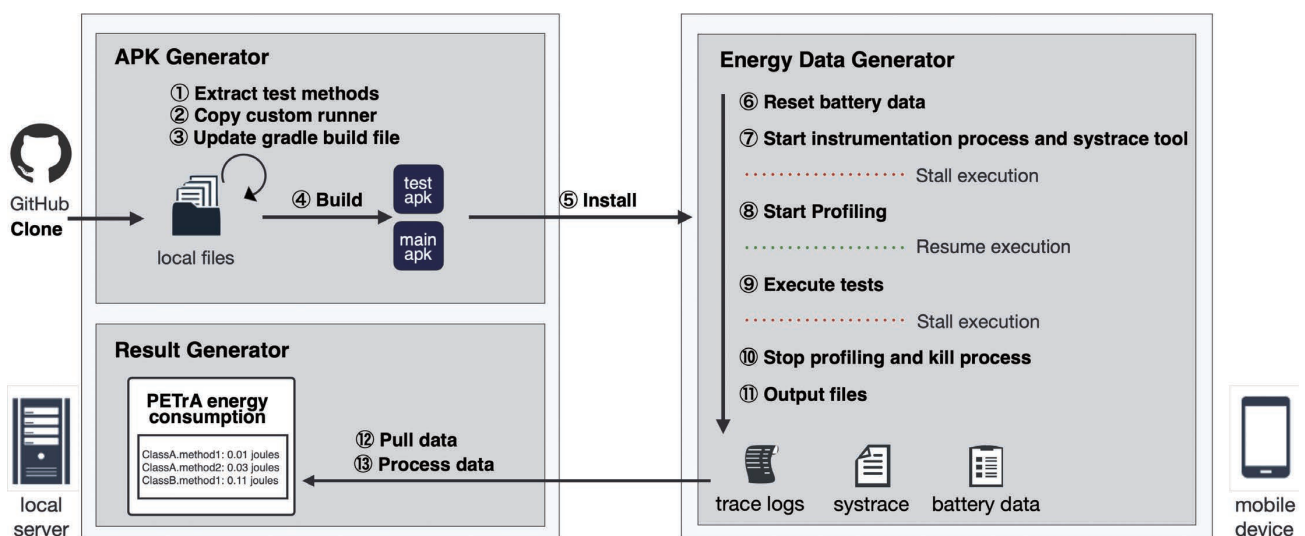 APK Generator
① Extract test methods
② Copy custom runner
③ Update gradle build file
GitHub
Clone
local files
④ Build
test
apk
main
apk
⑤ Install
Energy Data Generator
⑥ Reset battery data
⑦ Start instrumentation process and systrace tool
Stall execution
⑧ Start Profiling
Resume execution
⑨ Execute tests
Stall execution
⑩ Stop profiling and kill process
⑪ Output files
trace logs
systrace
battery data
Result Generator
PETrA energy
consumption
ClassA.method1: 0.01 joules
ClassA.method2: 0.03 joules
ClassB.method1: 0.11 joules
⑫ Pull data
⑬ Process data
local
server
mobile
device